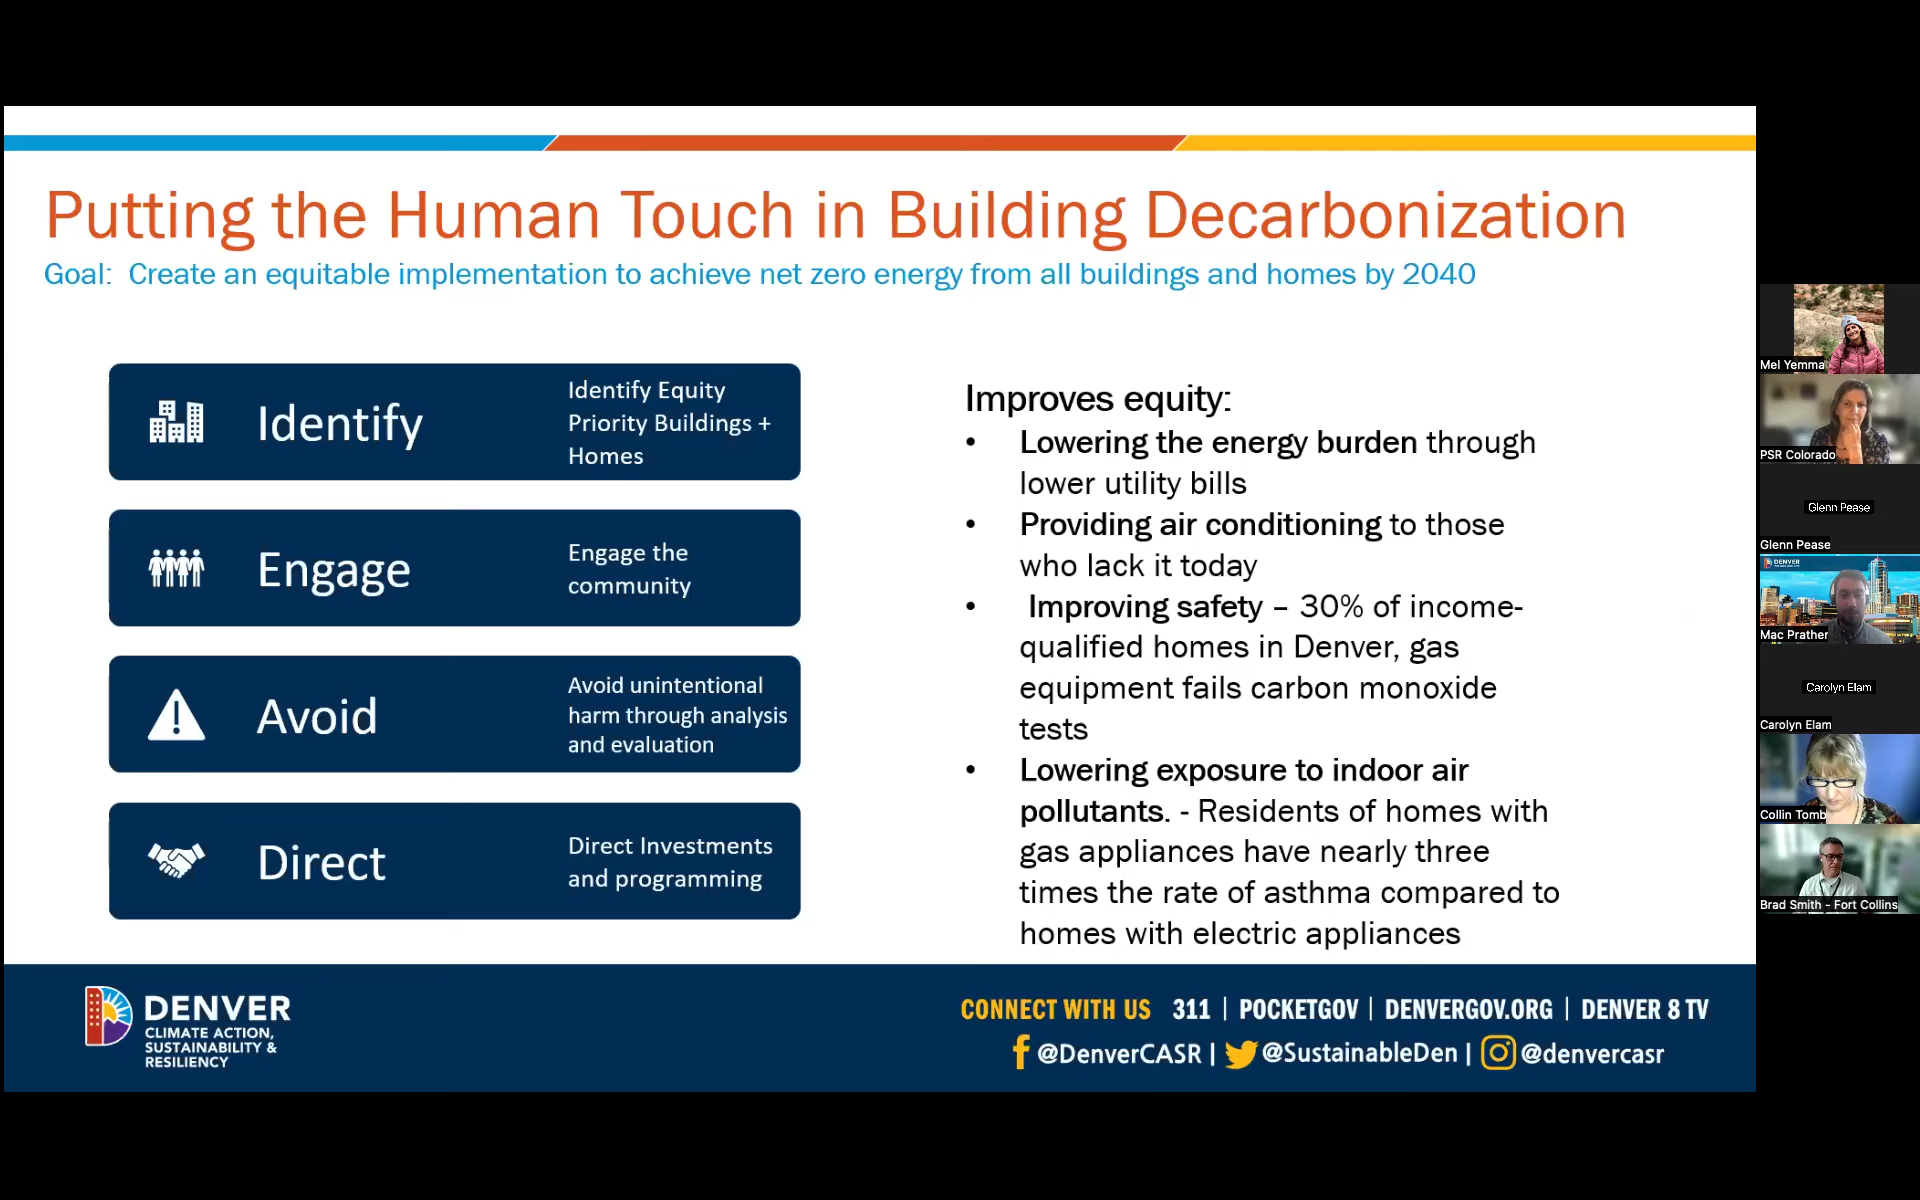 Putting the Human Touch in Building Decarbonization
Goal: Create an equitable implementation to achieve net zero energy from all buildings and homes by 2040
Identify
Identify Equity
Priority Buildings +
Homes
Engage
Engage the
community
Avoid
Avoid unintentional
harm through analysis
and evaluation
Direct
Direct Investments
and programming
Improves equity:
• Lowering the energy burden through
lower utility bills
• Providing air conditioning to those
who lack it today
• Improving safety – 30% of income-
qualified homes in Denver, gas
equipment fails carbon monoxide
tests
• Lowering exposure to indoor air
pollutants. - Residents of homes with
gas appliances have nearly three
times the rate of asthma compared to
homes with electric appliances
DENVER
CLIMATE ACTION,
SUSTAINABILITY &
RESILIENCY
CONNECT WITH US 311 | POCKETGOV | DENVERGOV.ORG | DENVER 8 TV
@DenverCASR | @SustainableDen | @denvercasr
Mel Yemma
PSR Colorado
Glenn Pease
Glenn Pease
DENVER
Mac Prather
Carolyn Elam
Carolyn Elam
Collin Tomb
Brad Smith - Fort Collins